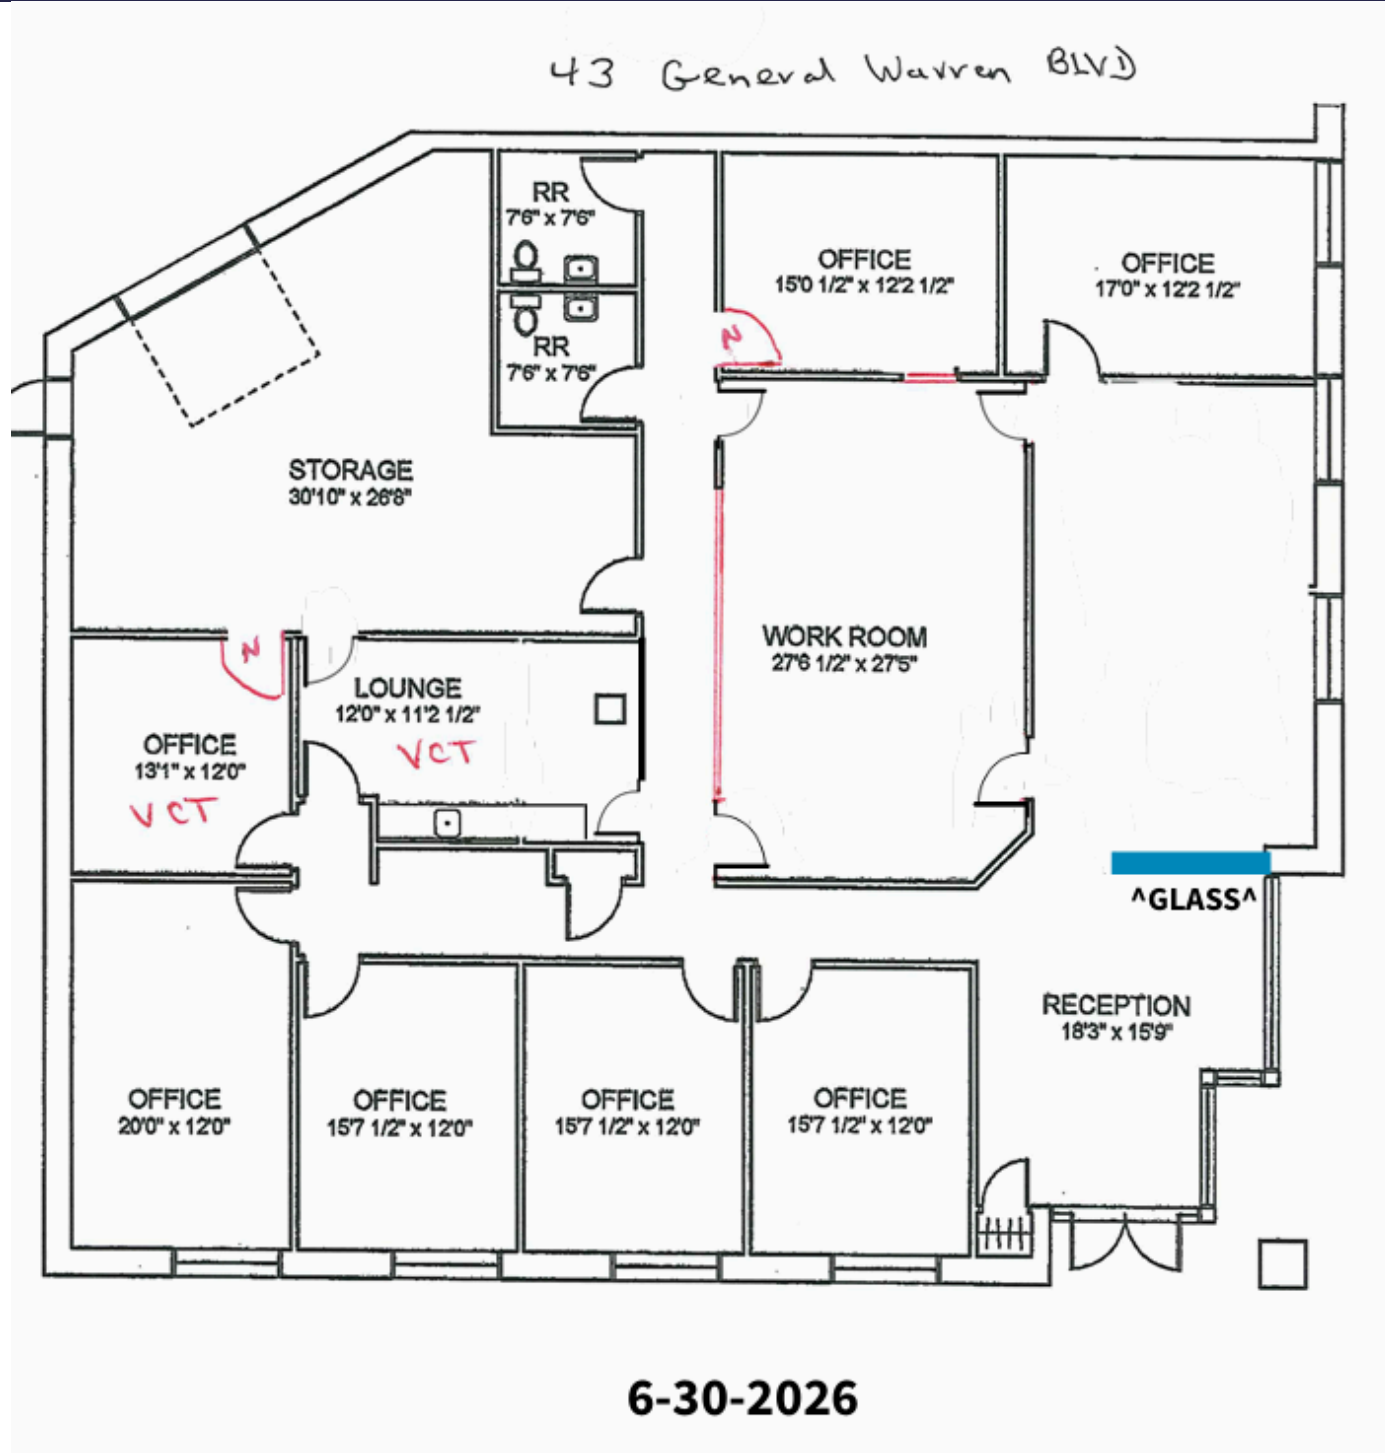 43 General Warren BLVD
RR
7'6" x 7'6"
OFFICE
15'0 1/2" x 12'2 1/2"
OFFICE
17'0" x 12'2 1/2"
N
RR
7'6" x 7'6"
STORAGE
30'10" x 26'8"
WORK ROOM
27'6 1/2" x 27'5"
N
LOUNGE
12'0" x 11'2 1/2"
VCT
OFFICE
13'1" x 12'0"
VCT
^GLASS^
RECEPTION
18'3" x 15'9"
OFFICE
20'0" x 12'0"
OFFICE
15'7 1/2" x 12'0"
OFFICE
15'7 1/2" x 12'0"
OFFICE
15'7 1/2" x 12'0"
6-30-2026